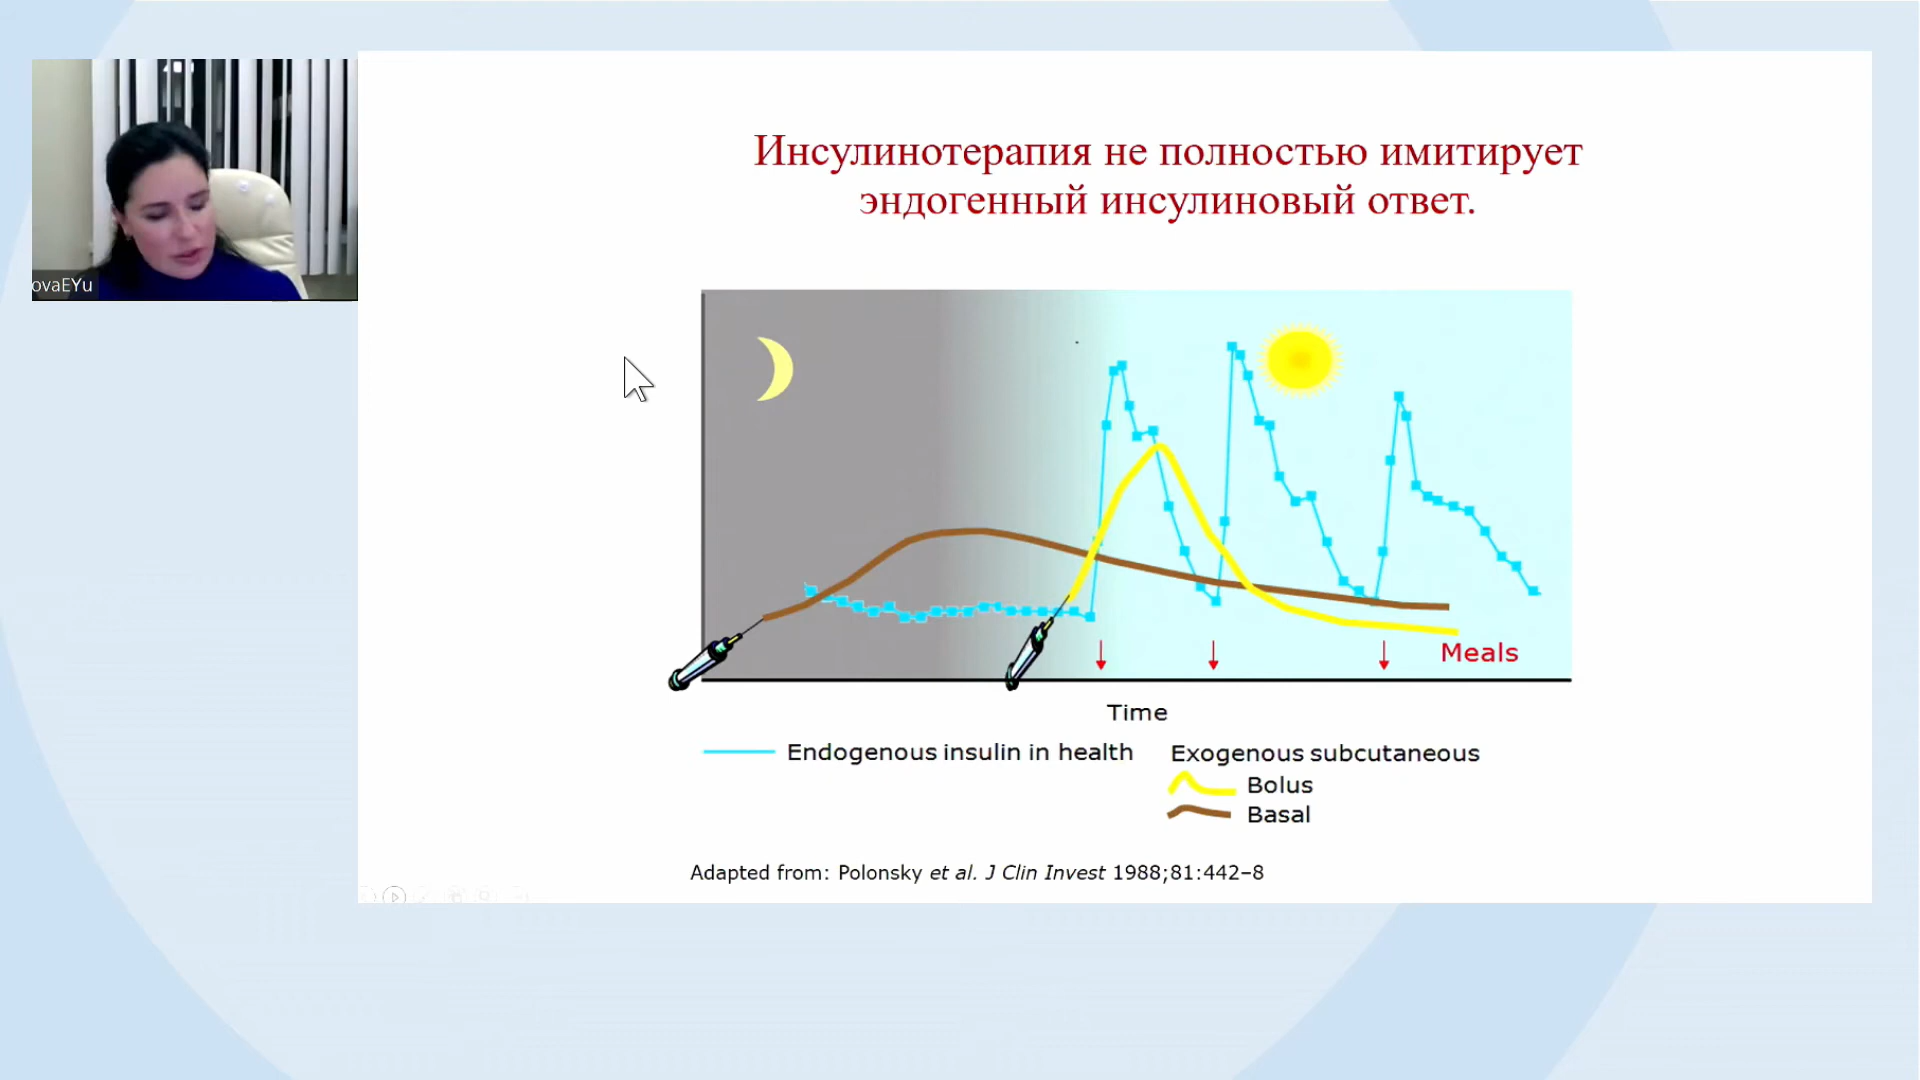 Инсулинотерапия не полностью имитирует
эндогенный инсулиновый ответ.
ovaEYu
Meals
Time
Endogenous insulin in health
Exogenous subcutaneous
Bolus
Basal
Adapted from: Polonsky et al. J Clin Invest 1988;81:442–8